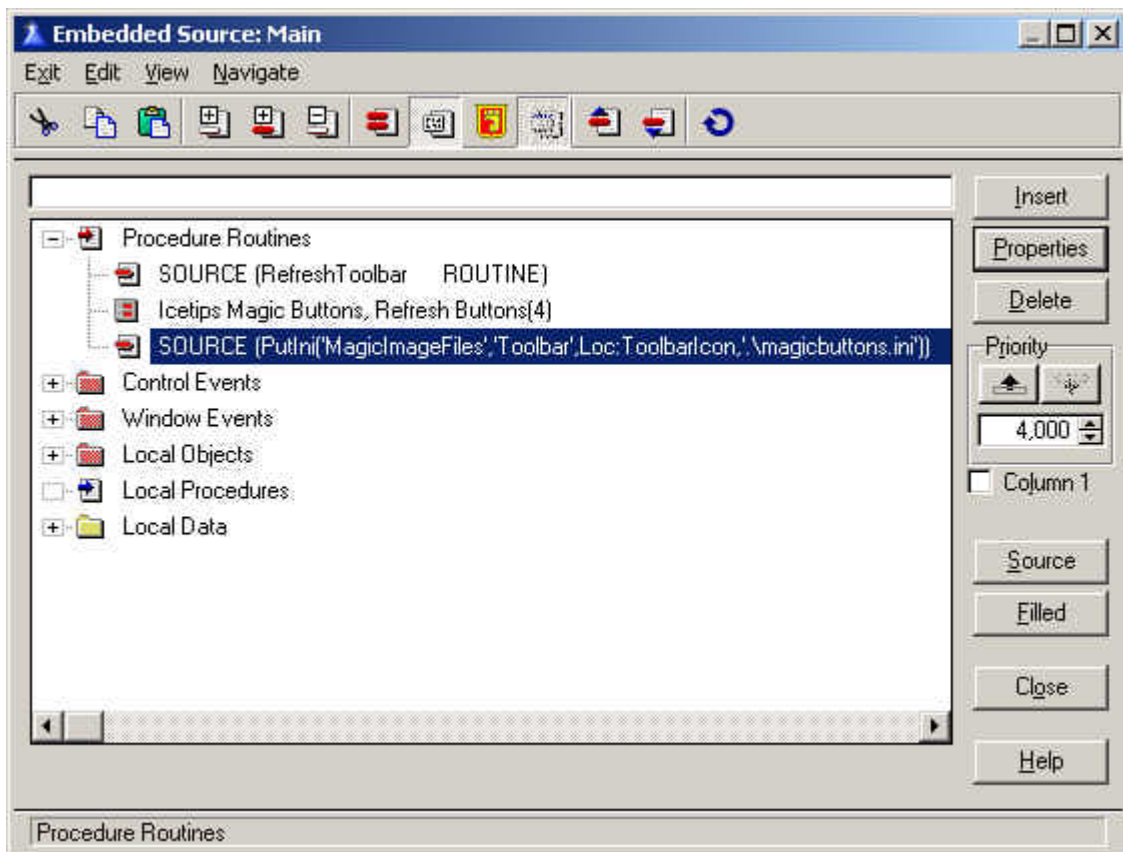 Embedded Source: Main
Exit Edit View Navigate
Insert
Procedure Routines
Properties
SOURCE (RefreshToolbar ROUTINE)
Icetips Magic Buttons, Refresh Buttons(4)
Delete
SOURCE (PutIni('MagicImageFiles','Toolbar',Loc:ToolbarIcon,'.\magicbuttons.ini'))
Priority
Control Events
Window Events
4,000
Local Objects
Local Procedures
Column 1
Local Data
Source
Filled
Close
Help
Procedure Routines